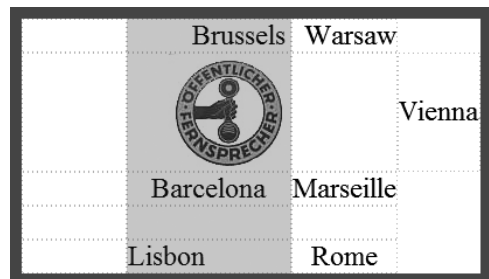 Brussels Warsaw
ÖFFENTLICHER
FERNSPRECHER
Vienna
Barcelona Marseille
Lisbon Rome